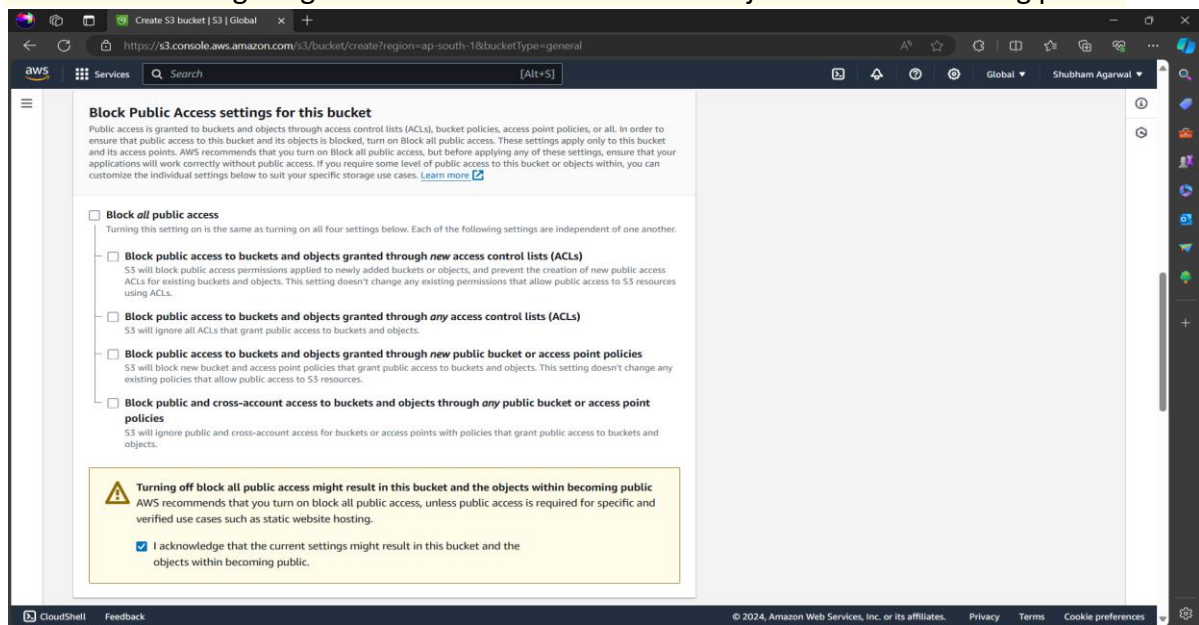 Create S3 bucket | S3 | Global
https://s3.console.aws.amazon.com/s3/bucket/create?region=ap-south-1&bucketType=general
aws Services Search [Alt+S] Global Shubham Agarwal
Block Public Access settings for this bucket
Public access is granted to buckets and objects through access control lists (ACLs), bucket policies, access point policies, or all. In order to
ensure that public access to this bucket and its objects is blocked, turn on Block all public access. These settings apply only to this bucket
and its access points. AWS recommends that you turn on Block all public access, but before applying any of these settings, ensure that your
applications will work correctly without public access. If you require some level of public access to this bucket or objects within, you can
customize the individual settings below to suit your specific storage use cases. Learn more
Block all public access
Turning this setting on is the same as turning on all four settings below. Each of the following settings are independent of one another.
Block public access to buckets and objects granted through new access control lists (ACLs)
S3 will block public access permissions applied to newly added buckets or objects, and prevent the creation of new public access
ACLs for existing buckets and objects. This setting doesn't change any existing permissions that allow public access to S3 resources
using ACLs.
Block public access to buckets and objects granted through any access control lists (ACLs)
S3 will ignore all ACLs that grant public access to buckets and objects.
Block public access to buckets and objects granted through new public bucket or access point policies
S3 will block new bucket and access point policies that grant public access to buckets and objects. This setting doesn't change any
existing policies that allow public access to S3 resources.
Block public and cross-account access to buckets and objects through any public bucket or access point
policies
S3 will ignore public and cross-account access for buckets or access points with policies that grant public access to buckets and
objects.
Turning off block all public access might result in this bucket and the objects within becoming public
AWS recommends that you turn on block all public access, unless public access is required for specific and
verified use cases such as static website hosting.
I acknowledge that the current settings might result in this bucket and the
objects within becoming public.
CloudShell Feedback © 2024, Amazon Web Services, Inc. or its affiliates. Privacy Terms Cookie preferences